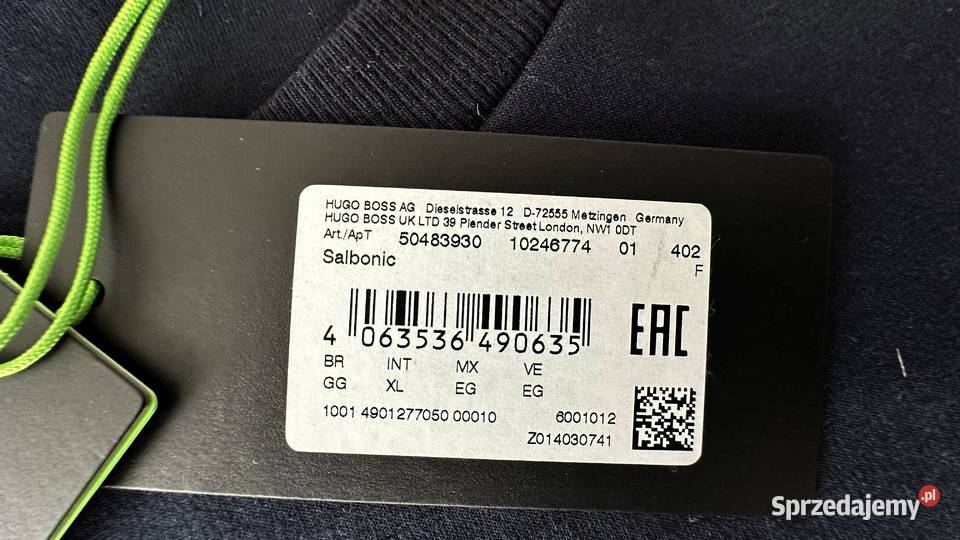 HUGO BOSS AG Dieselstrasse 12 D-72555 Metzingen Germany
HUGO BOSS UK LTD 39 Plender Street London, NW1 0DT
Art./ApT 50483930 10246774 01 402
F
Salbonic
4 063536 490635
EAC
BR INT MX VE
GG XL EG EG
1001 4901277050 00010 6001012
Z014030741
Sprzedajemy.pl